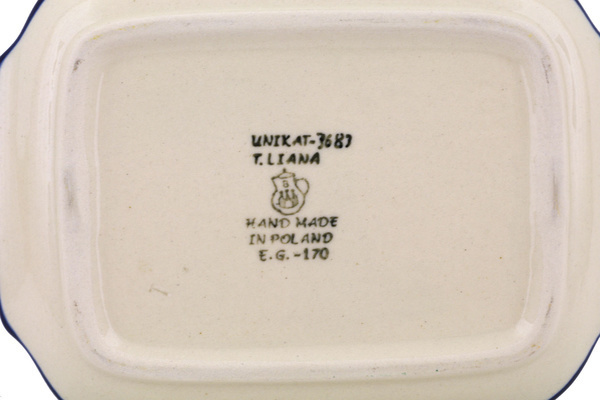 UNIKAT-3683
T. LIANA
HAND MADE
IN POLAND
E.G.-170